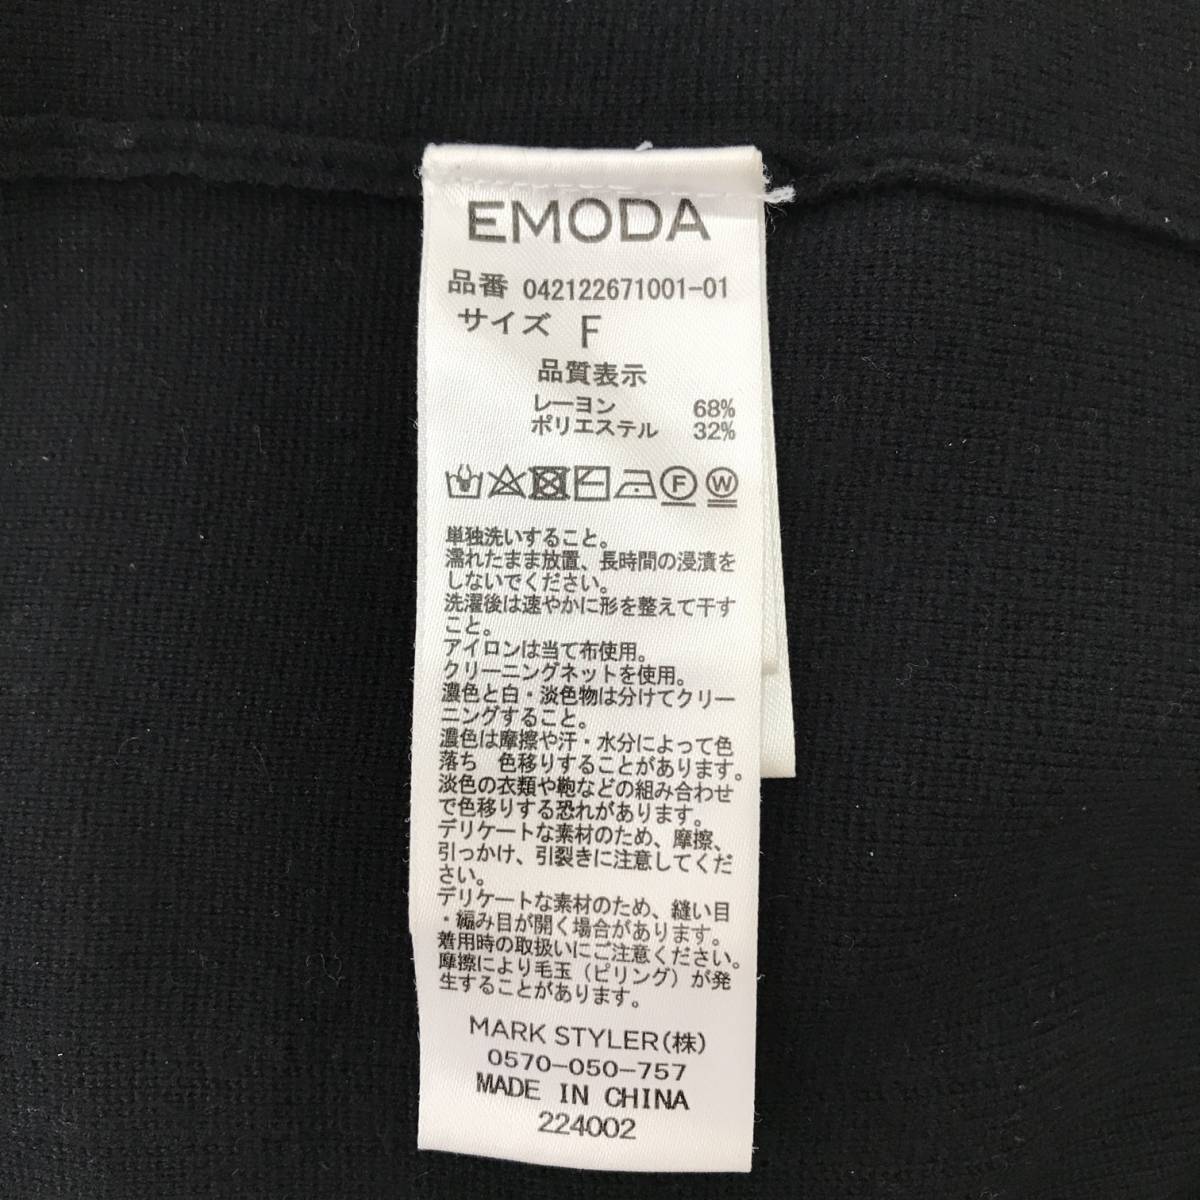 EMODA
品番 042122671001-01
サイズ F
品質表示
レーヨン 68%
ポリエステル 32%
F W
単独洗いすること。
濡れたまま放置、長時間の浸漬を
しないでください。
洗濯後は速やかに形を整えて干す
こと。
アイロンは当て布使用。
クリーニングネットを使用。
濃色と白・淡色物は分けてクリー
ニングすること。
濃色は摩擦や汗・水分によって色
落ち 色移りすることがあります。
淡色の衣類や鞄などの組み合わせ
で色移りする恐れがあります。
デリケートな素材のため、摩擦、
引っかけ、引裂きに注意してくだ
さい。
デリケートな素材のため、縫い目
・編み目が開く場合があります。
着用時の取扱いにご注意ください。
摩擦により毛玉（ピリング）が発
生することがあります。
MARK STYLER(株)
0570-050-757
MADE IN CHINA
224002